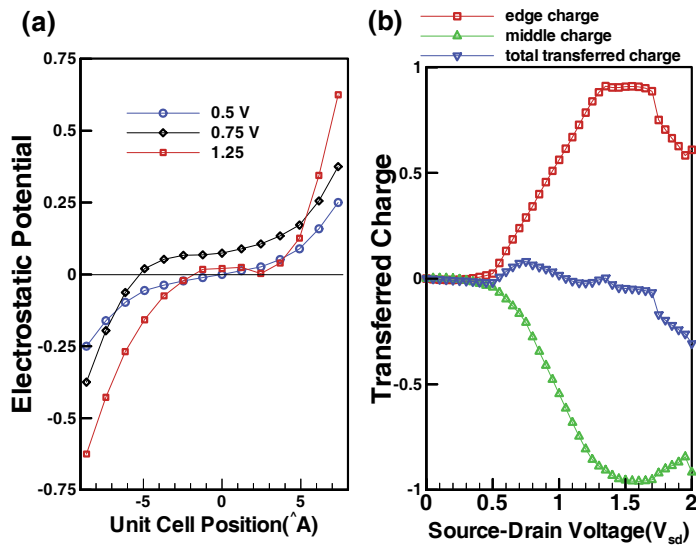 (a)
0.75
0.5
0.25
0
-0.25
-0.5
-0.75
Electrostatic Potential
0.5 V
0.75 V
1.25
-5
0
5
Unit Cell Position(^A)
(b)
edge charge
middle charge
total transferred charge
1
0.5
0
-0.5
-1
Transferred Charge
0
0.5
1
1.5
2
Source-Drain Voltage(Vsd)